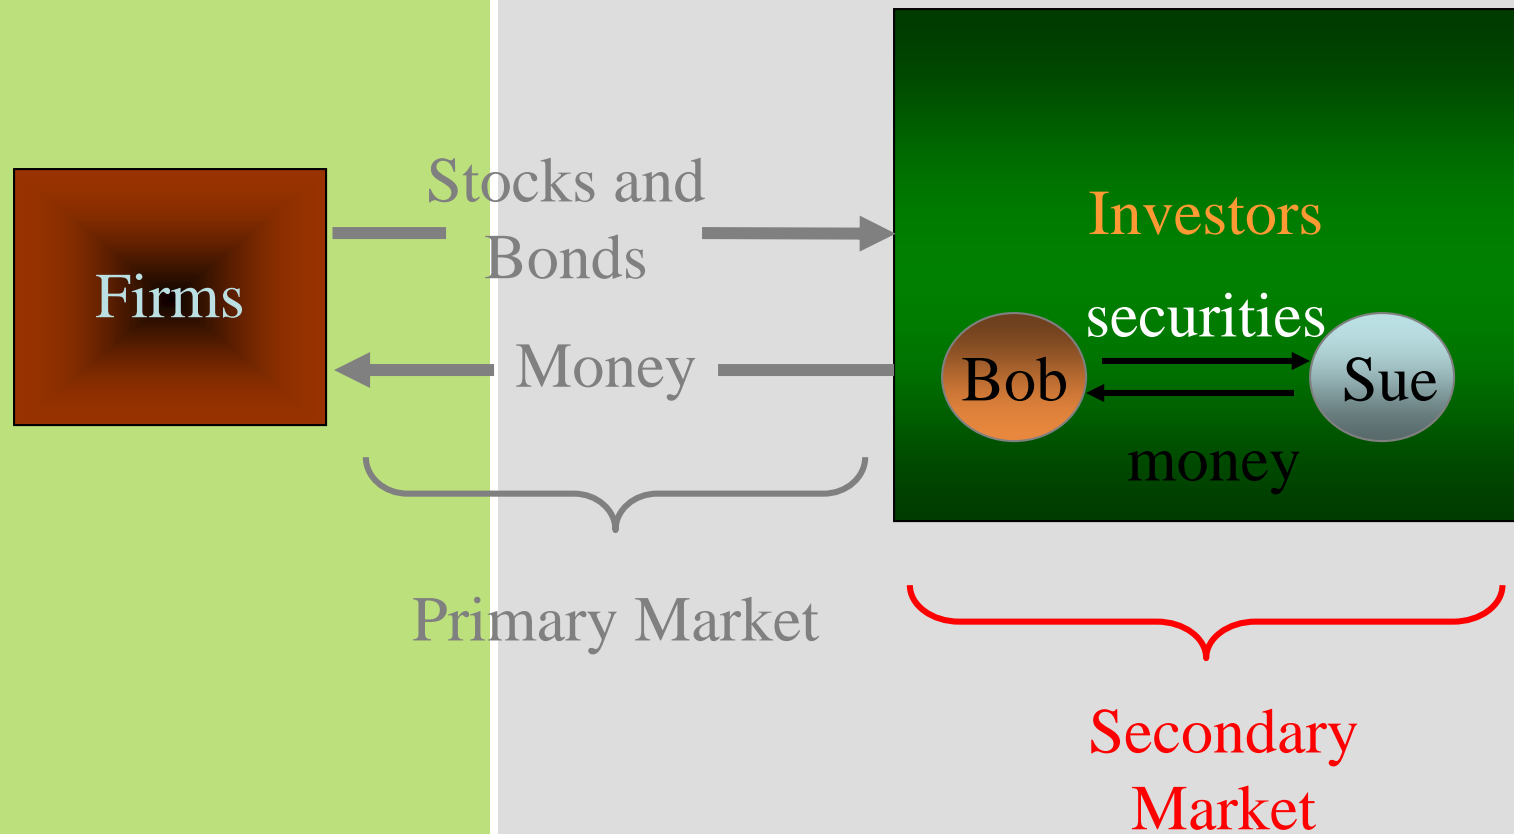 Stocks and
Bonds
Firms
Money
Primary Market
Investors
securities
Bob
Sue
money
Secondary
Market